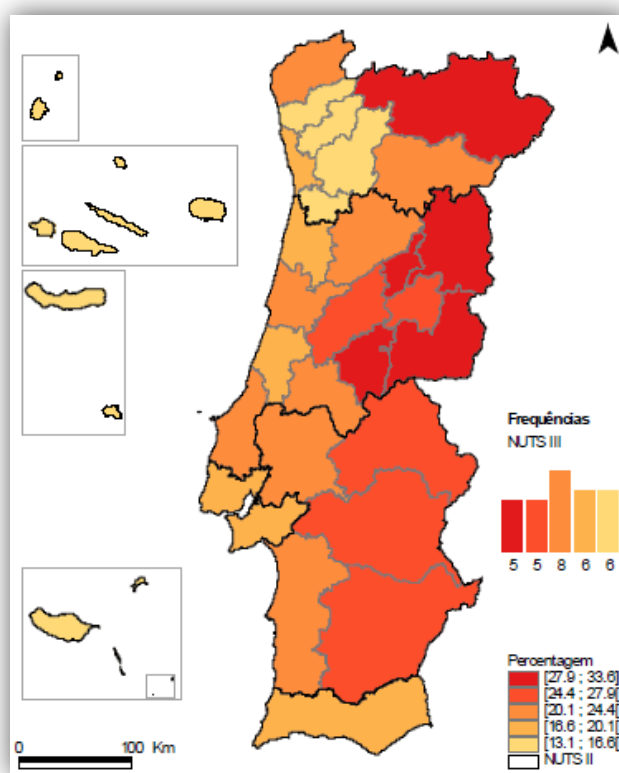 Frequências
NUTS III
5 5 8 6 6
Percentagem
[27.9 ; 33.6]
[24.4 ; 27.9[
[20.1 ; 24.4[
[16.6 ; 20.1[
[13.1 ; 16.6[
NUTS II
0 100 Km